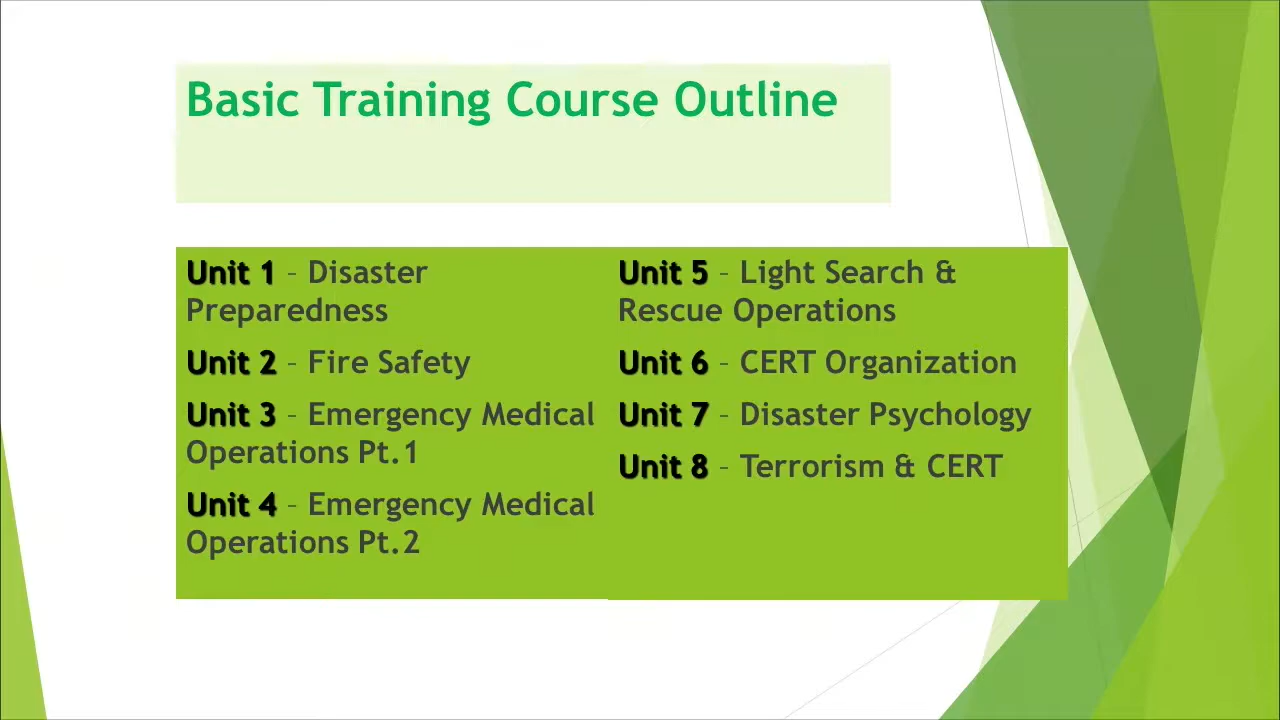 Basic Training Course Outline
Unit 1 – Disaster
Preparedness
Unit 2 – Fire Safety
Unit 3 – Emergency Medical
Operations Pt.1
Unit 4 – Emergency Medical
Operations Pt.2
Unit 5 – Light Search &
Rescue Operations
Unit 6 – CERT Organization
Unit 7 – Disaster Psychology
Unit 8 – Terrorism & CERT